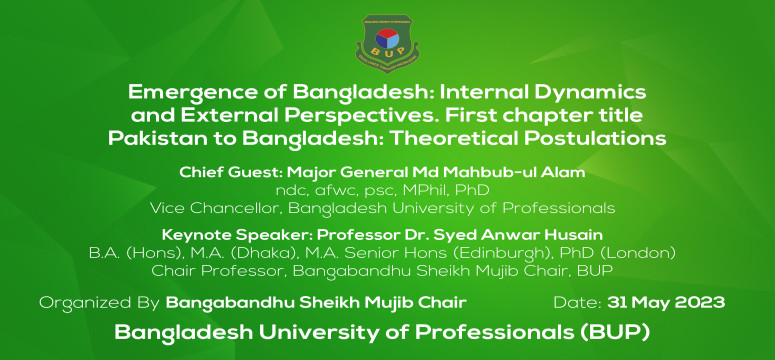 BUP
Emergence of Bangladesh: Internal Dynamics
and External Perspectives. First chapter title
Pakistan to Bangladesh: Theoretical Postulations
Chief Guest: Major General Md Mahbub-ul Alam
ndc, afwc, psc, MPhil, PhD
Vice Chancellor, Bangladesh University of Professionals
Keynote Speaker: Professor Dr. Syed Anwar Husain
B.A. (Hons), M.A. (Dhaka), M.A. Senior Hons (Edinburgh), PhD (London)
Chair Professor, Bangabandhu Sheikh Mujib Chair, BUP
Organized By Bangabandhu Sheikh Mujib Chair Date: 31 May 2023
Bangladesh University of Professionals (BUP)